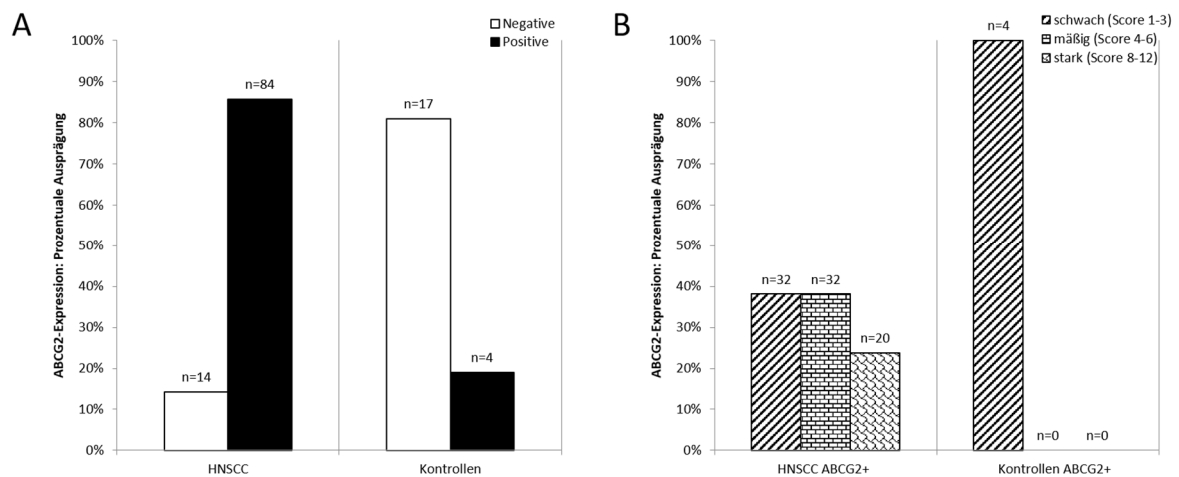 A
Negative
Positive
ABCG2-Expression: Prozentuale Ausprägung
100%
90%
80%
70%
60%
50%
40%
30%
20%
10%
0%
n=14
n=84
n=17
n=4
HNSCC
Kontrollen
B
schwach (Score 1-3)
mäßig (Score 4-6)
stark (Score 8-12)
ABCG2-Expression: Prozentuale Ausprägung
100%
90%
80%
70%
60%
50%
40%
30%
20%
10%
0%
n=32
n=32
n=20
n=4
n=0
n=0
HNSCC ABCG2+
Kontrollen ABCG2+